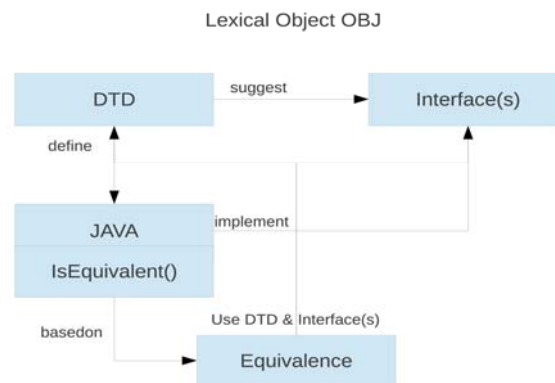 Lexical Object OBJ
DTD
suggest
Interface(s)
define
JAVA
implement
IsEquivalent()
Use DTD & Interface(s)
basedon
Equivalence